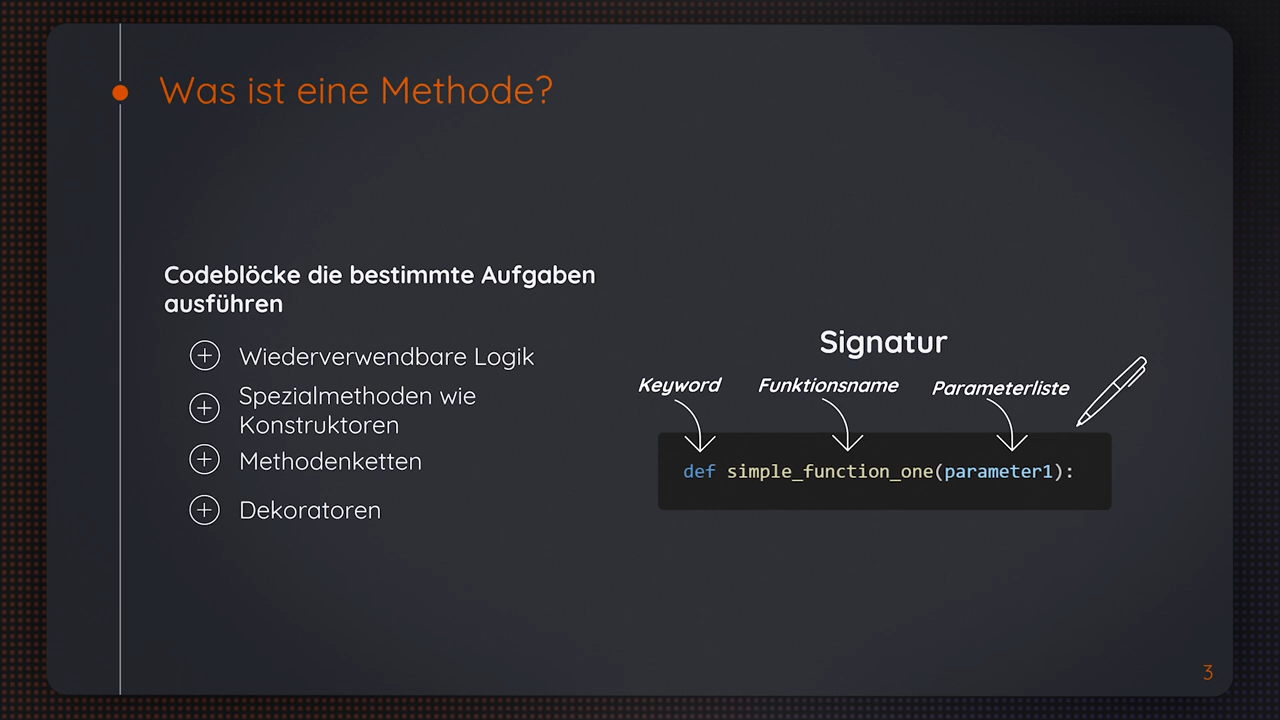 Was ist eine Methode?
Codeblöcke die bestimmte Aufgaben
ausführen
Wiederverwendbare Logik
Spezialmethoden wie
Konstruktoren
Methodenketten
Dekoratoren
Signatur
Keyword Funktionsname Parameterliste
def simple_function_one(parameter1):
3